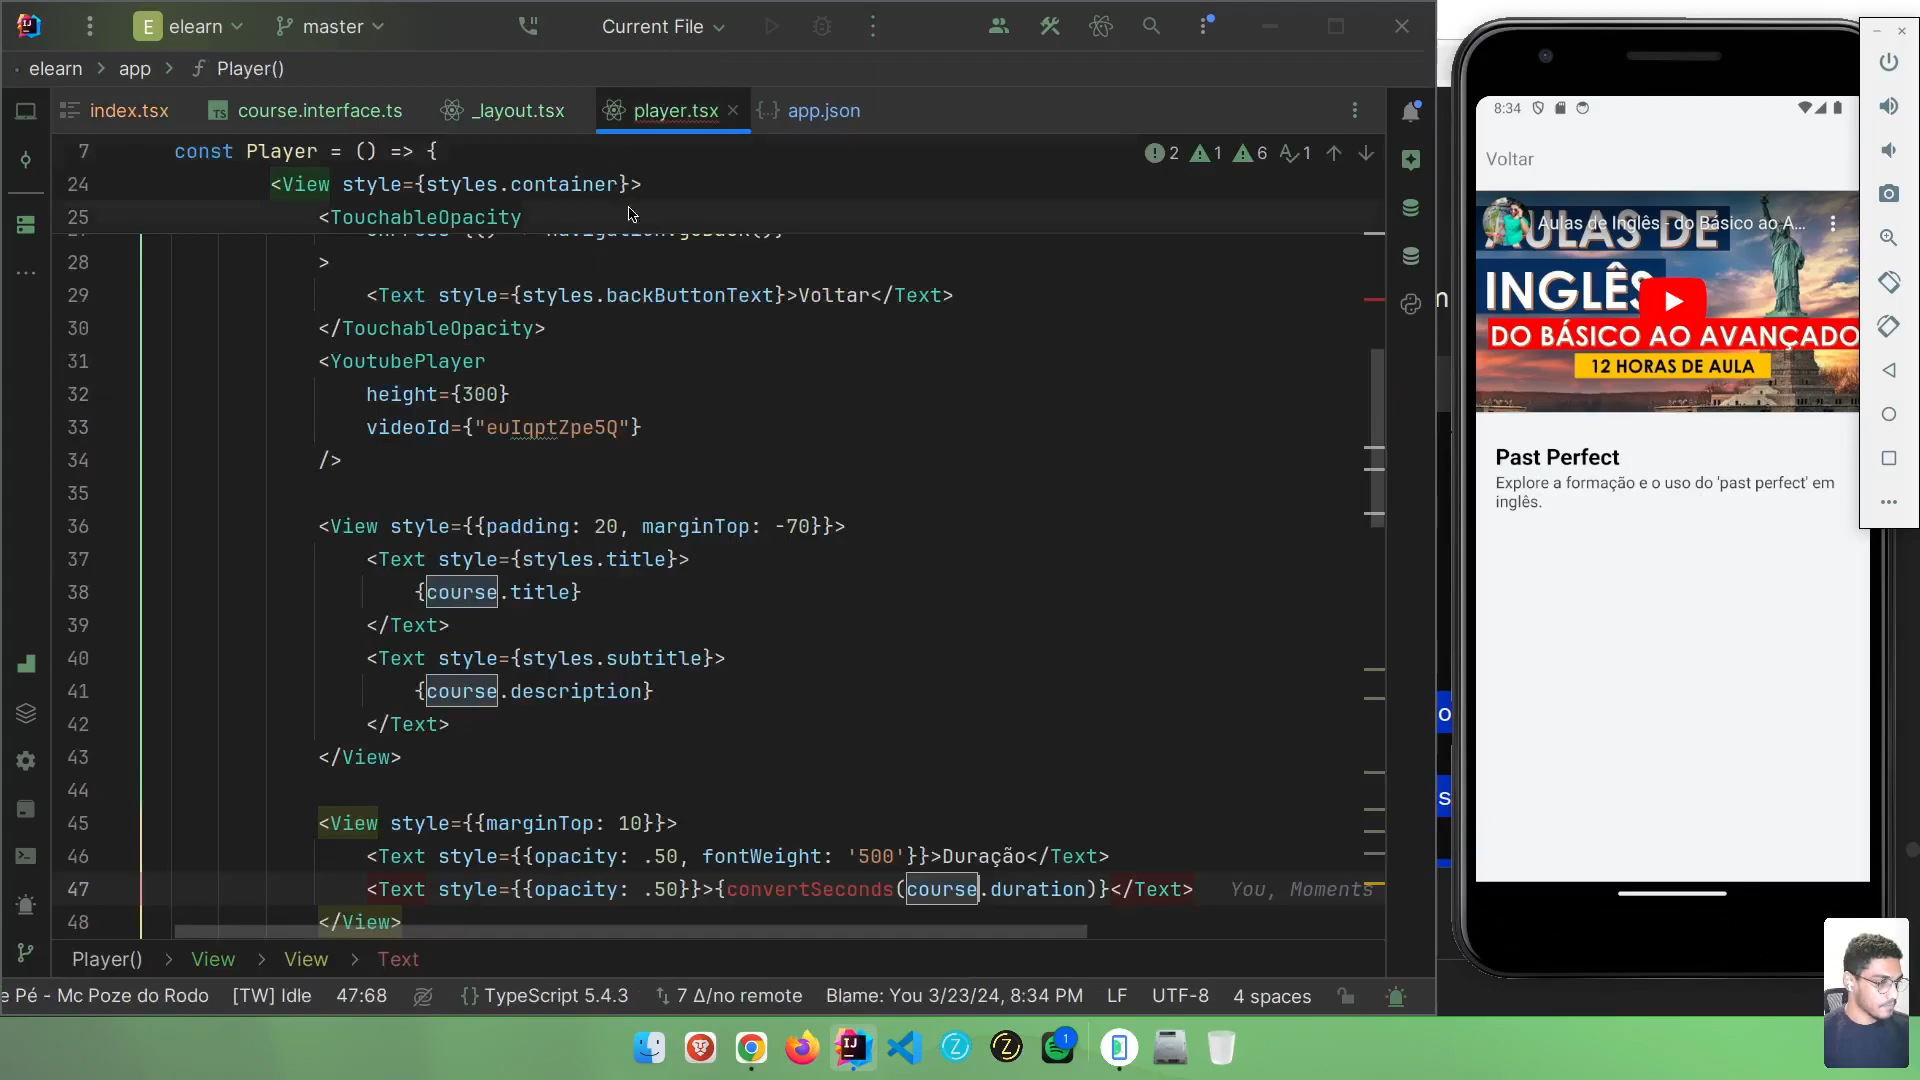 E elearn
master
Current File
elearn > app > f Player()
index.tsx
TS course.interface.ts
_layout.tsx
player.tsx
app.json
7 const Player = () => {
2 1 6 1
24 <View style={styles.container}>
25 <TouchableOpacity
28 >
29 <Text style={styles.backButtonText}>Voltar</Text>
30 </TouchableOpacity>
31 <YoutubePlayer
32 height={300}
33 videoId={"euIqptZpe5Q"}
34 />
35
36 <View style={{padding: 20, marginTop: -70}}>
37 <Text style={styles.title}>
38 {course.title}
39 </Text>
40 <Text style={styles.subtitle}>
41 {course.description}
42 </Text>
43 </View>
44
45 <View style={{marginTop: 10}}>
46 <Text style={{opacity: .50, fontWeight: '500'}}>Duração</Text>
47 <Text style={{opacity: .50}}>{convertSeconds(course.duration)}</Text> You, Moments
48 </View>
Player() > View > View > Text
e Pé - Mc Poze do Rodo
[TW] Idle
47:68
{} TypeScript 5.4.3
7 Δ/no remote
Blame: You 3/23/24, 8:34 PM
LF
UTF-8
4 spaces
m
o
s
8:34
Voltar
Aulas de Inglês - do Básico ao A...
AULAS DE
INGLÊS
DO BÁSICO AO AVANÇADO
12 HORAS DE AULA
Past Perfect
Explore a formação e o uso do 'past perfect' em
inglês.
IJ
Z
Z
1